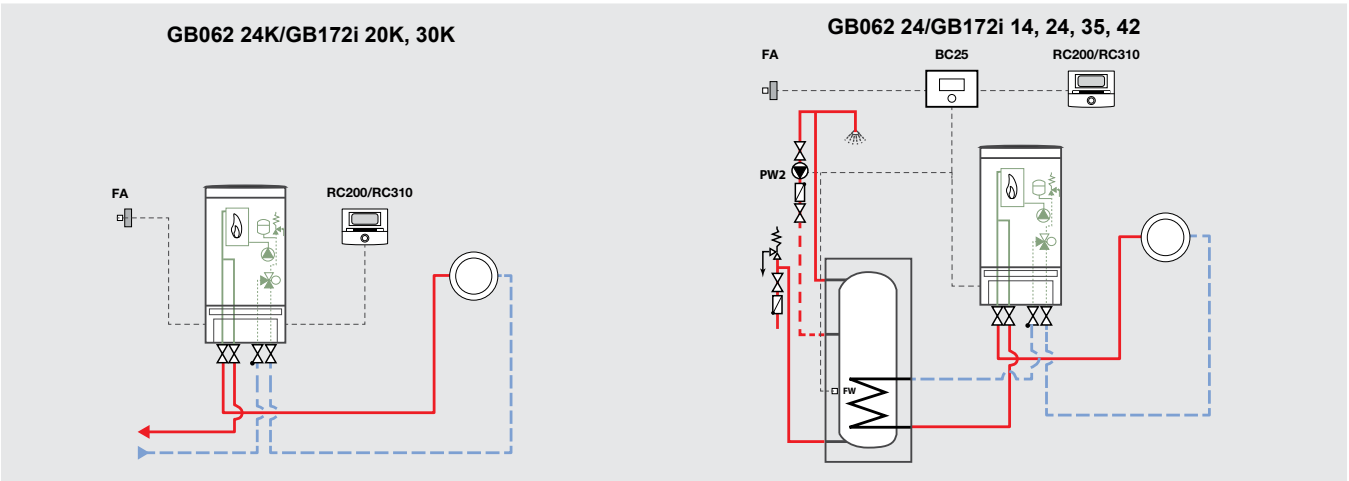 GB062 24K/GB172i 20K, 30K
FA
RC200/RC310
GB062 24/GB172i 14, 24, 35, 42
FA
BC25
RC200/RC310
PW2
FW